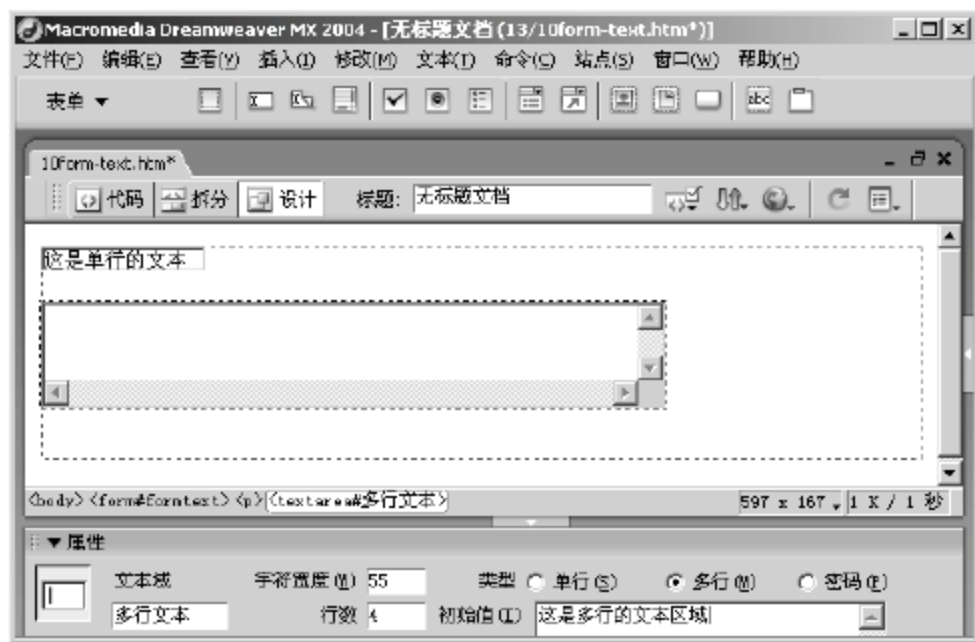 Macromedia Dreamweaver MX 2004 - [无标题文档 (13/10form-text.htm*)]
文件(F) 编辑(E) 查看(V) 插入(I) 修改(M) 文本(T) 命令(C) 站点(S) 窗口(W) 帮助(H)
表单
abc
10form-text.htm*
代码 拆分 设计 标题: 无标题文档
这是单行的文本
<body> <form#formtext> <p> <textarea#多行文本> 597 x 167 1 K / 1 秒
属性
文本域 字符宽度(W) 55 类型 单行(S) 多行(M) 密码(P)
多行文本 行数 4 初始值(I) 这是多行的文本区域